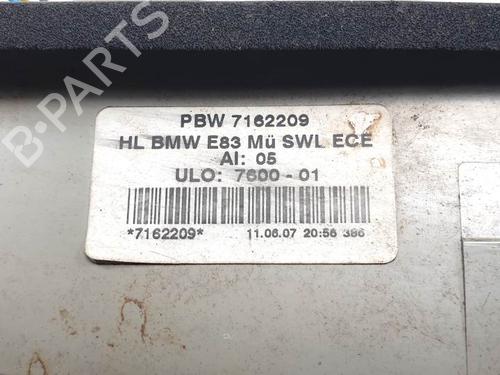 PBW 7162209
HL BMW E83 Mü SWL ECE
AI: 05
ULO: 7600 - 01
*7162209* 11.06.07 20:56 386